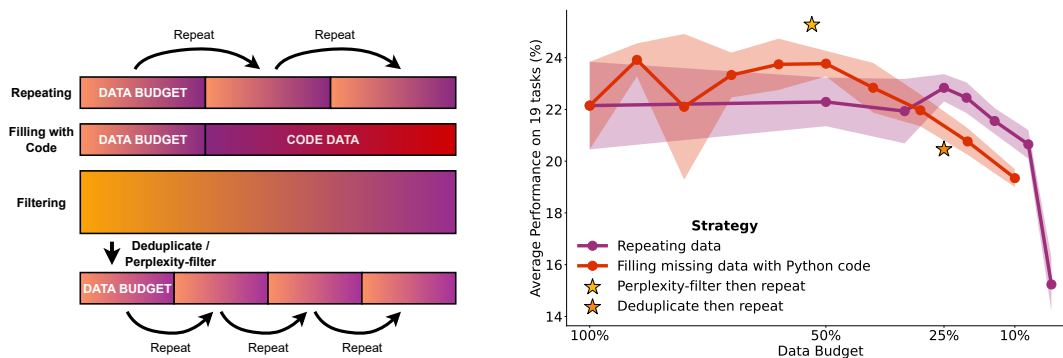 Repeat
Repeat
Repeating
DATA BUDGET
Filling with
Code
DATA BUDGET
CODE DATA
Filtering
Deduplicate /
Perplexity-filter
DATA BUDGET
Repeat
Repeat
Repeat
Average Performance on 19 tasks (%)
24
22
20
18
16
14
Strategy
Repeating data
Filling missing data with Python code
Perplexity-filter then repeat
Deduplicate then repeat
100%
50%
25%
10%
Data Budget